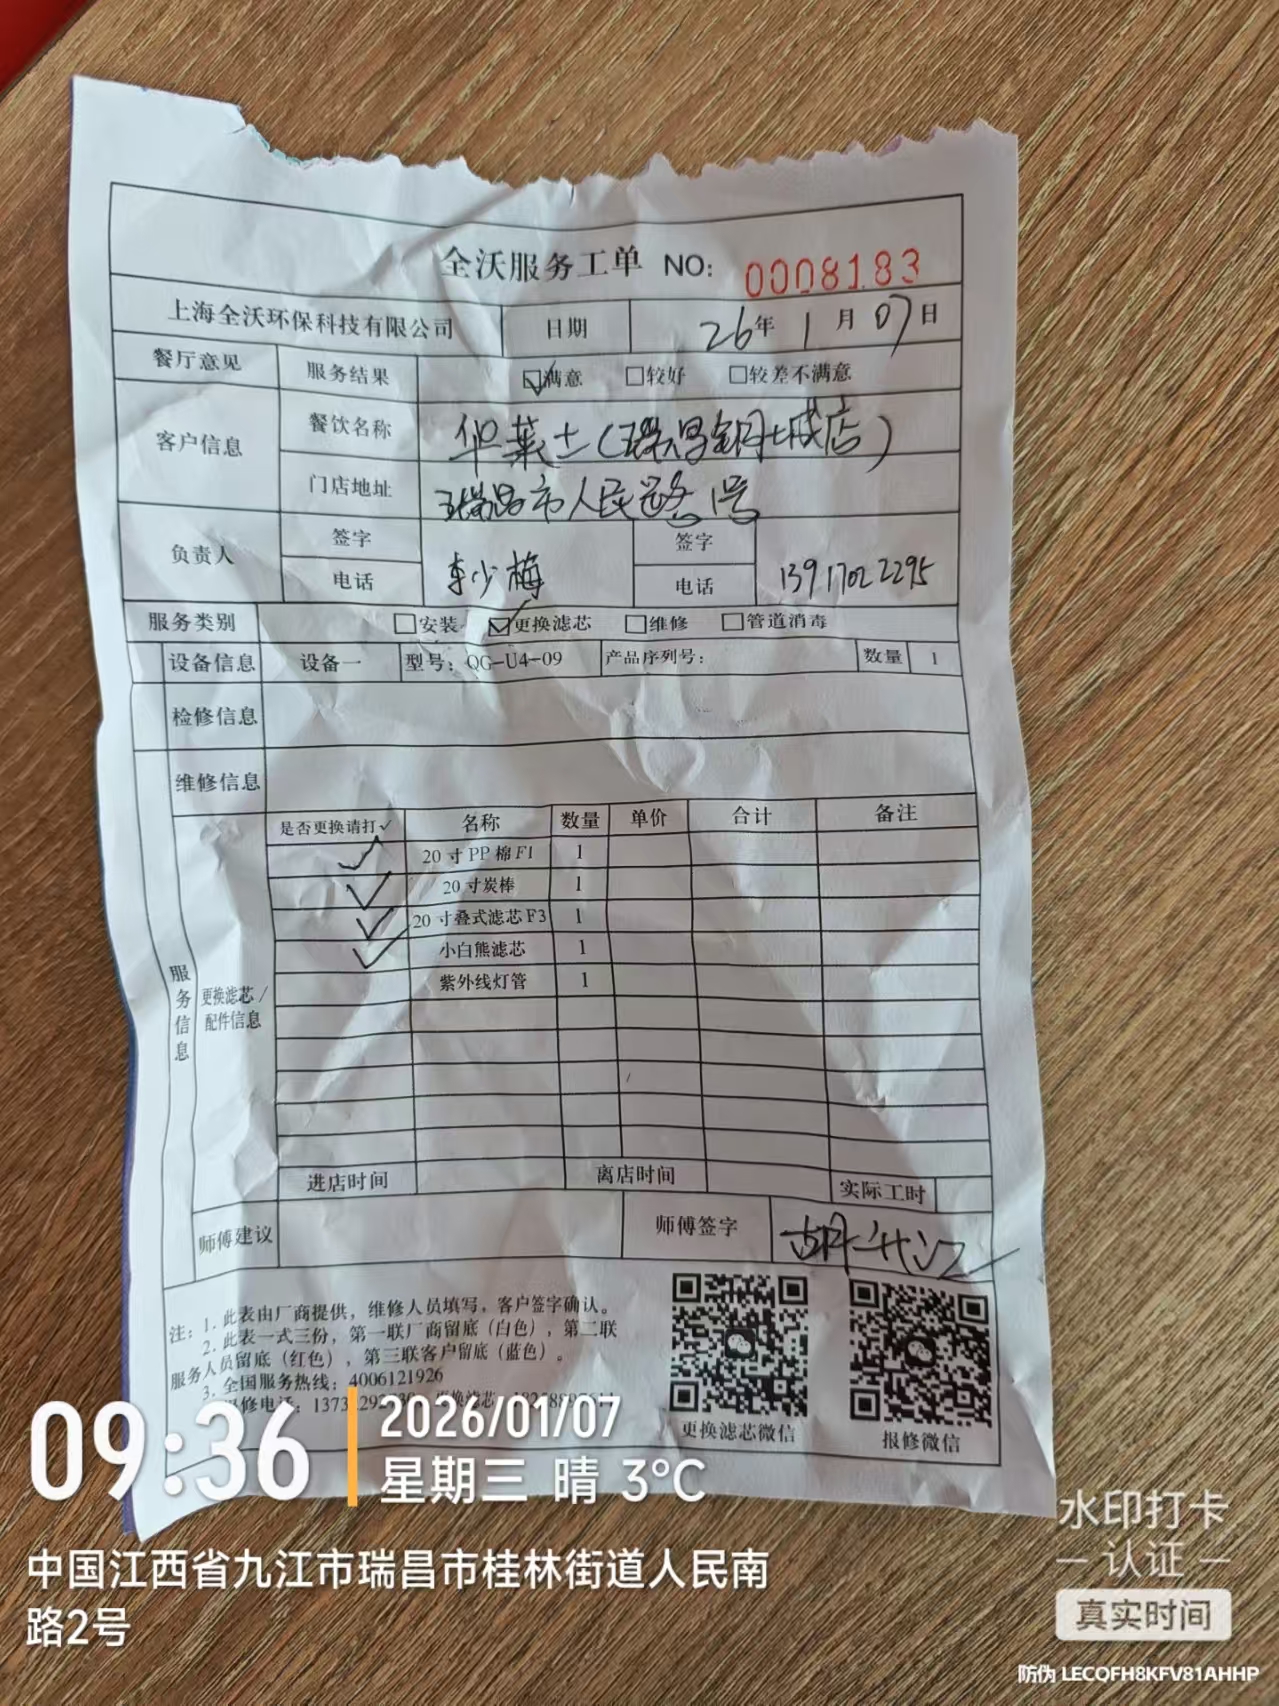 全沃服务工单 NO: 0008183
上海全沃环保科技有限公司 日期 26年 1月 07日
餐厅意见 服务结果 ☑满意 □较好 □较差不满意
客户信息 餐饮名称 华莱士(瑞昌铜城店)
门店地址 瑞昌市人民路1号
负责人 签字 李少梅 签字
电话 电话 13917022295
服务类别 □安装 ☑更换滤芯 □维修 □管道消毒
设备信息 设备一 型号:QG-U4-09 产品序列号: 数量 1
检修信息
维修信息
服务信息 更换滤芯/配件信息
是否更换请打✓ 名称 数量 单价 合计 备注
✓ 20寸PP棉F1 1
✓ 20寸炭棒 1
✓ 20寸叠式滤芯F3 1
✓ 小白熊滤芯 1
紫外线灯管 1
进店时间 离店时间 实际工时
师傅建议 师傅签字
注:1. 此表由厂商提供,维修人员填写,客户签字确认。
2. 此表一式三份,第一联厂商留底(白色),第二联
服务人员留底(红色),第三联客户留底(蓝色)。
3. 全国服务热线:4006121926
更换滤芯微信 报修微信
09:36
2026/01/07
星期三 晴 3°C
中国江西省九江市瑞昌市桂林街道人民南
路2号
水印打卡
认证
真实时间
防伪 LECQFH8KFV81AHHP